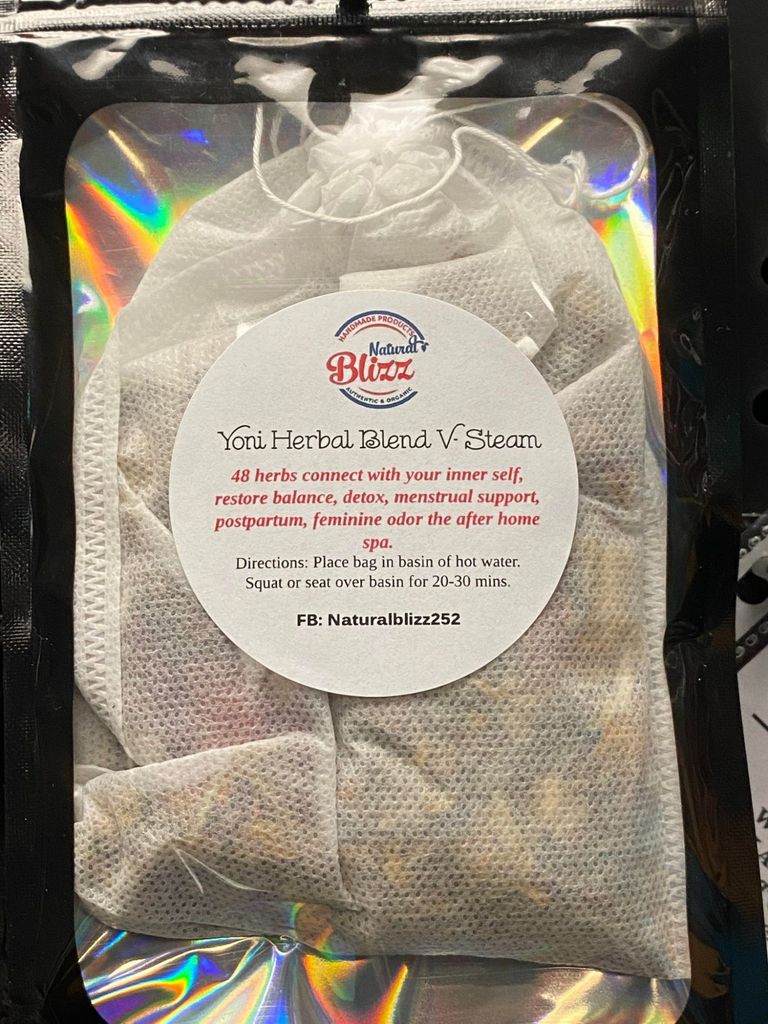 HANDMADE PRODUCTS
Natural
Blizz
AUTHENTIC & ORGANIC
Yoni Herbal Blend V- Steam
48 herbs connect with your inner self,
restore balance, detox, menstrual support,
postpartum, feminine odor the after home
spa.
Directions: Place bag in basin of hot water.
Squat or seat over basin for 20-30 mins.
FB: Naturalblizz252